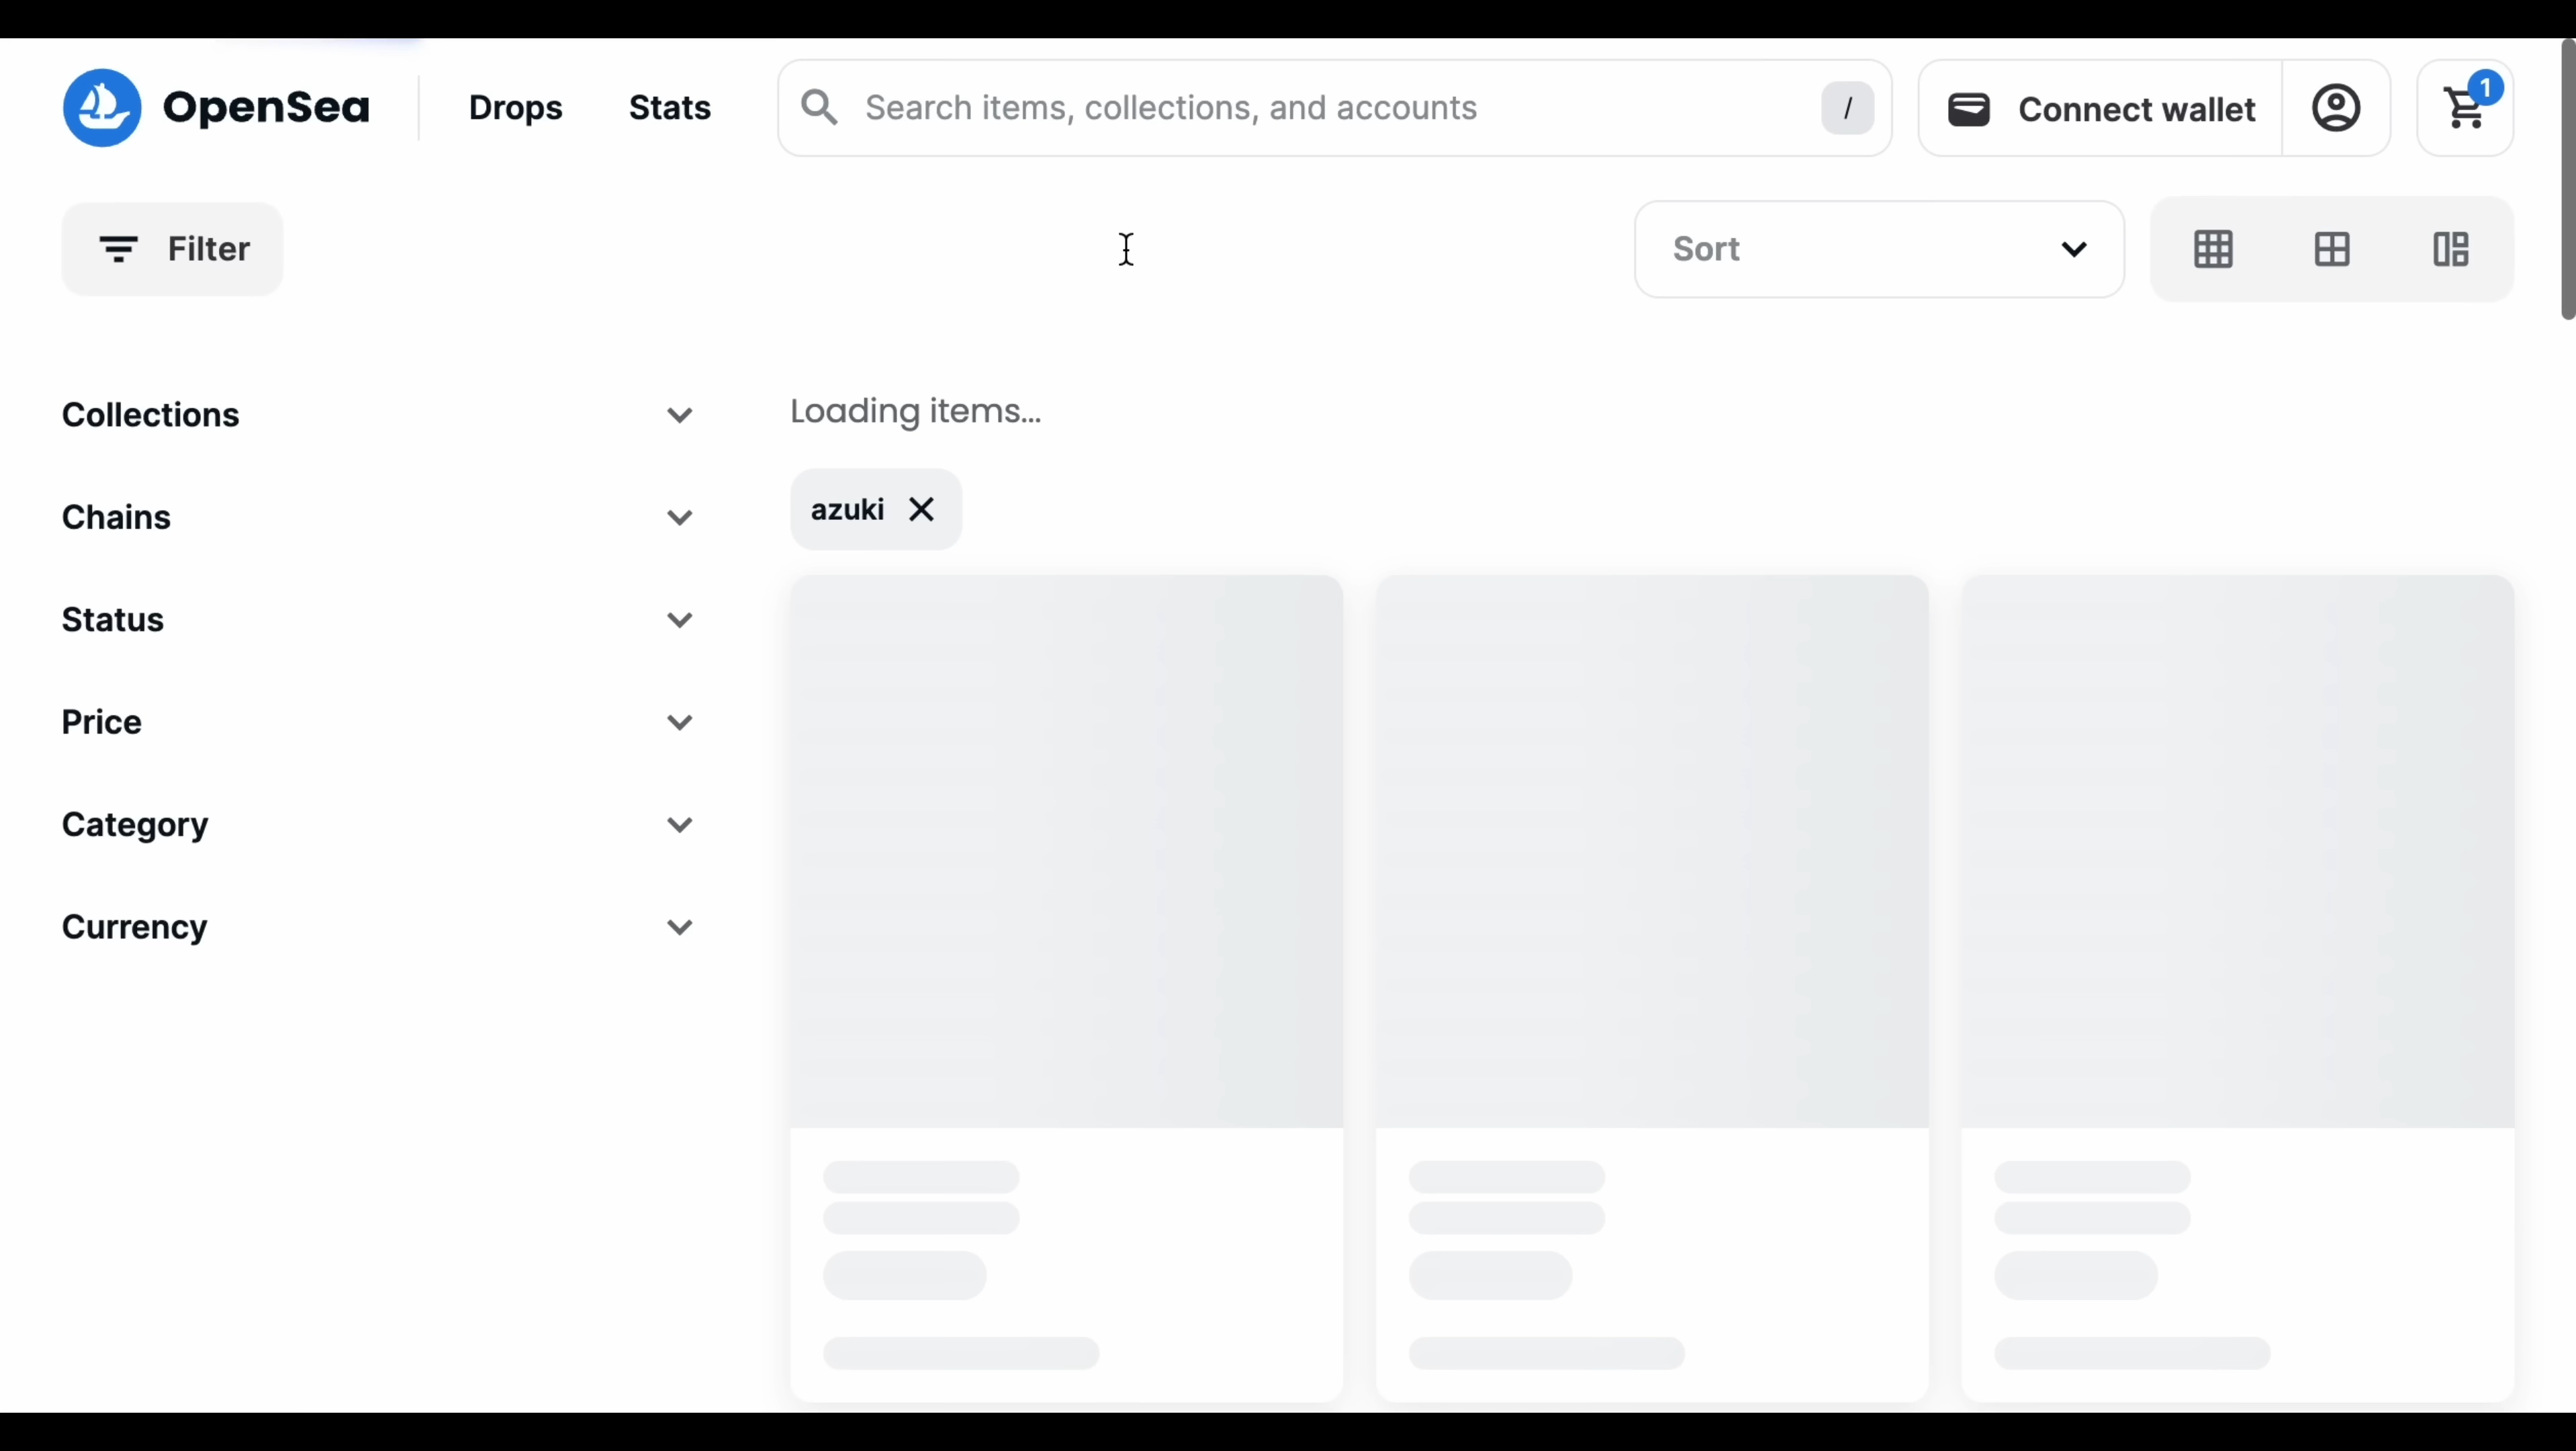 OpenSea
Drops
Stats
Search items, collections, and accounts
/
Connect wallet
1
Filter
Sort
Collections
Chains
Status
Price
Category
Currency
Loading items...
azuki